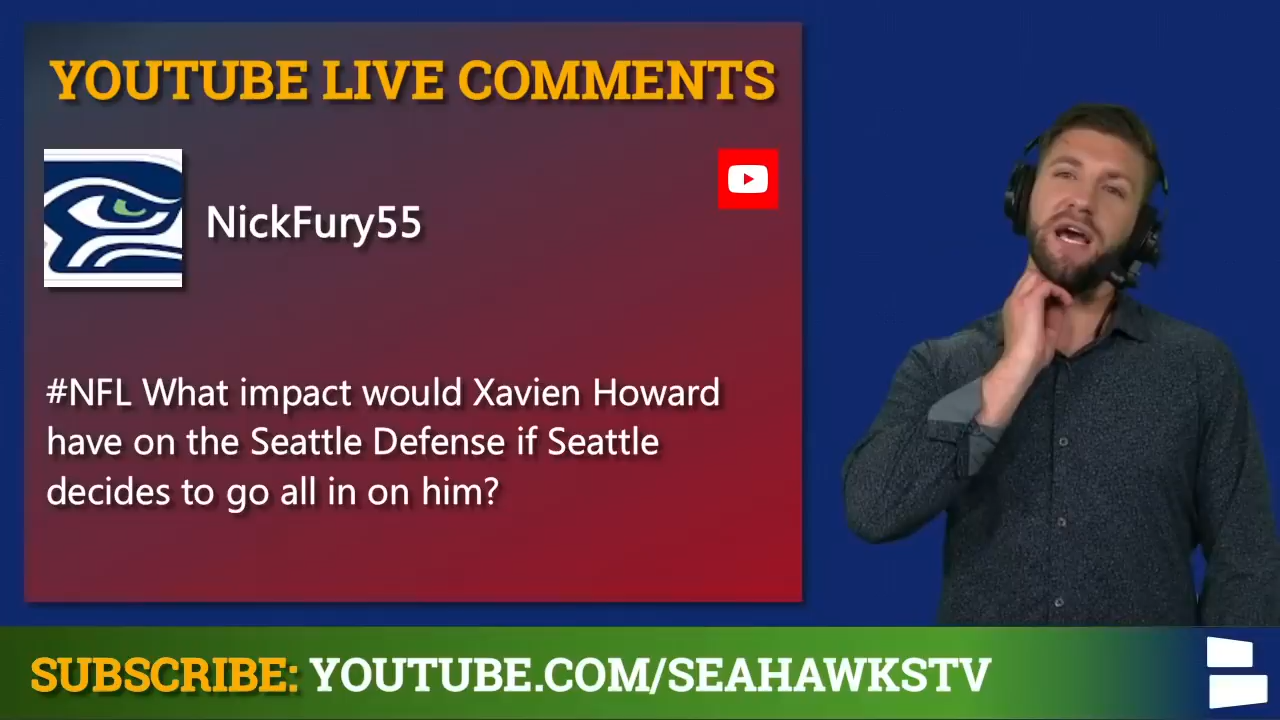 YOUTUBE LIVE COMMENTS
NickFury55
#NFL What impact would Xavien Howard
have on the Seattle Defense if Seattle
decides to go all in on him?
SUBSCRIBE: YOUTUBE.COM/SEAHAWKSTV